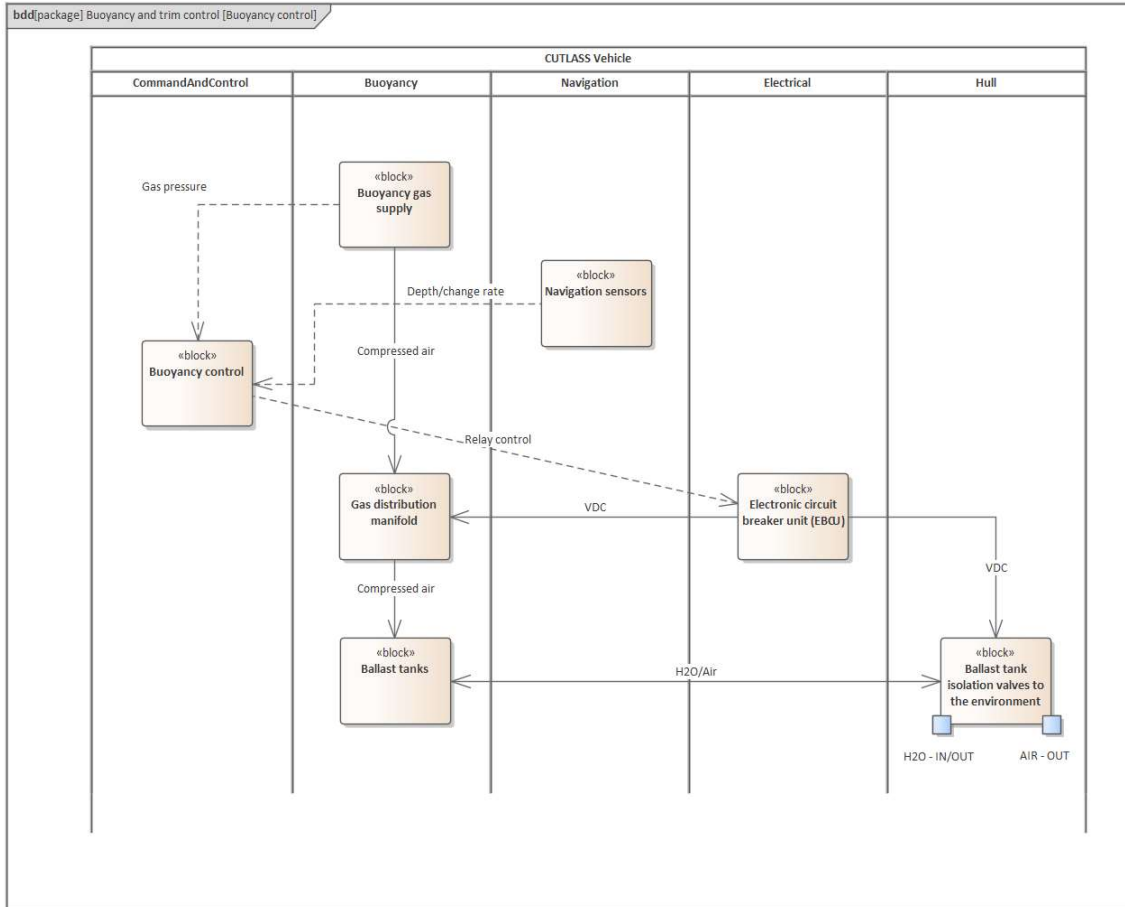 bdd[package] Buoyancy and trim control [Buoyancy control]
CUTLASS Vehicle
CommandAndControl
Buoyancy
Navigation
Electrical
Hull
«block»
Buoyancy gas
supply
Gas pressure
«block»
Navigation sensors
Depth/change rate
«block»
Buoyancy control
Compressed air
Relay control
«block»
Gas distribution
manifold
VDC
«block»
Electronic circuit
breaker unit (EBCU)
VDC
Compressed air
«block»
Ballast tanks
H2O/Air
«block»
Ballast tank
isolation valves to
the environment
H2O - IN/OUT
AIR - OUT